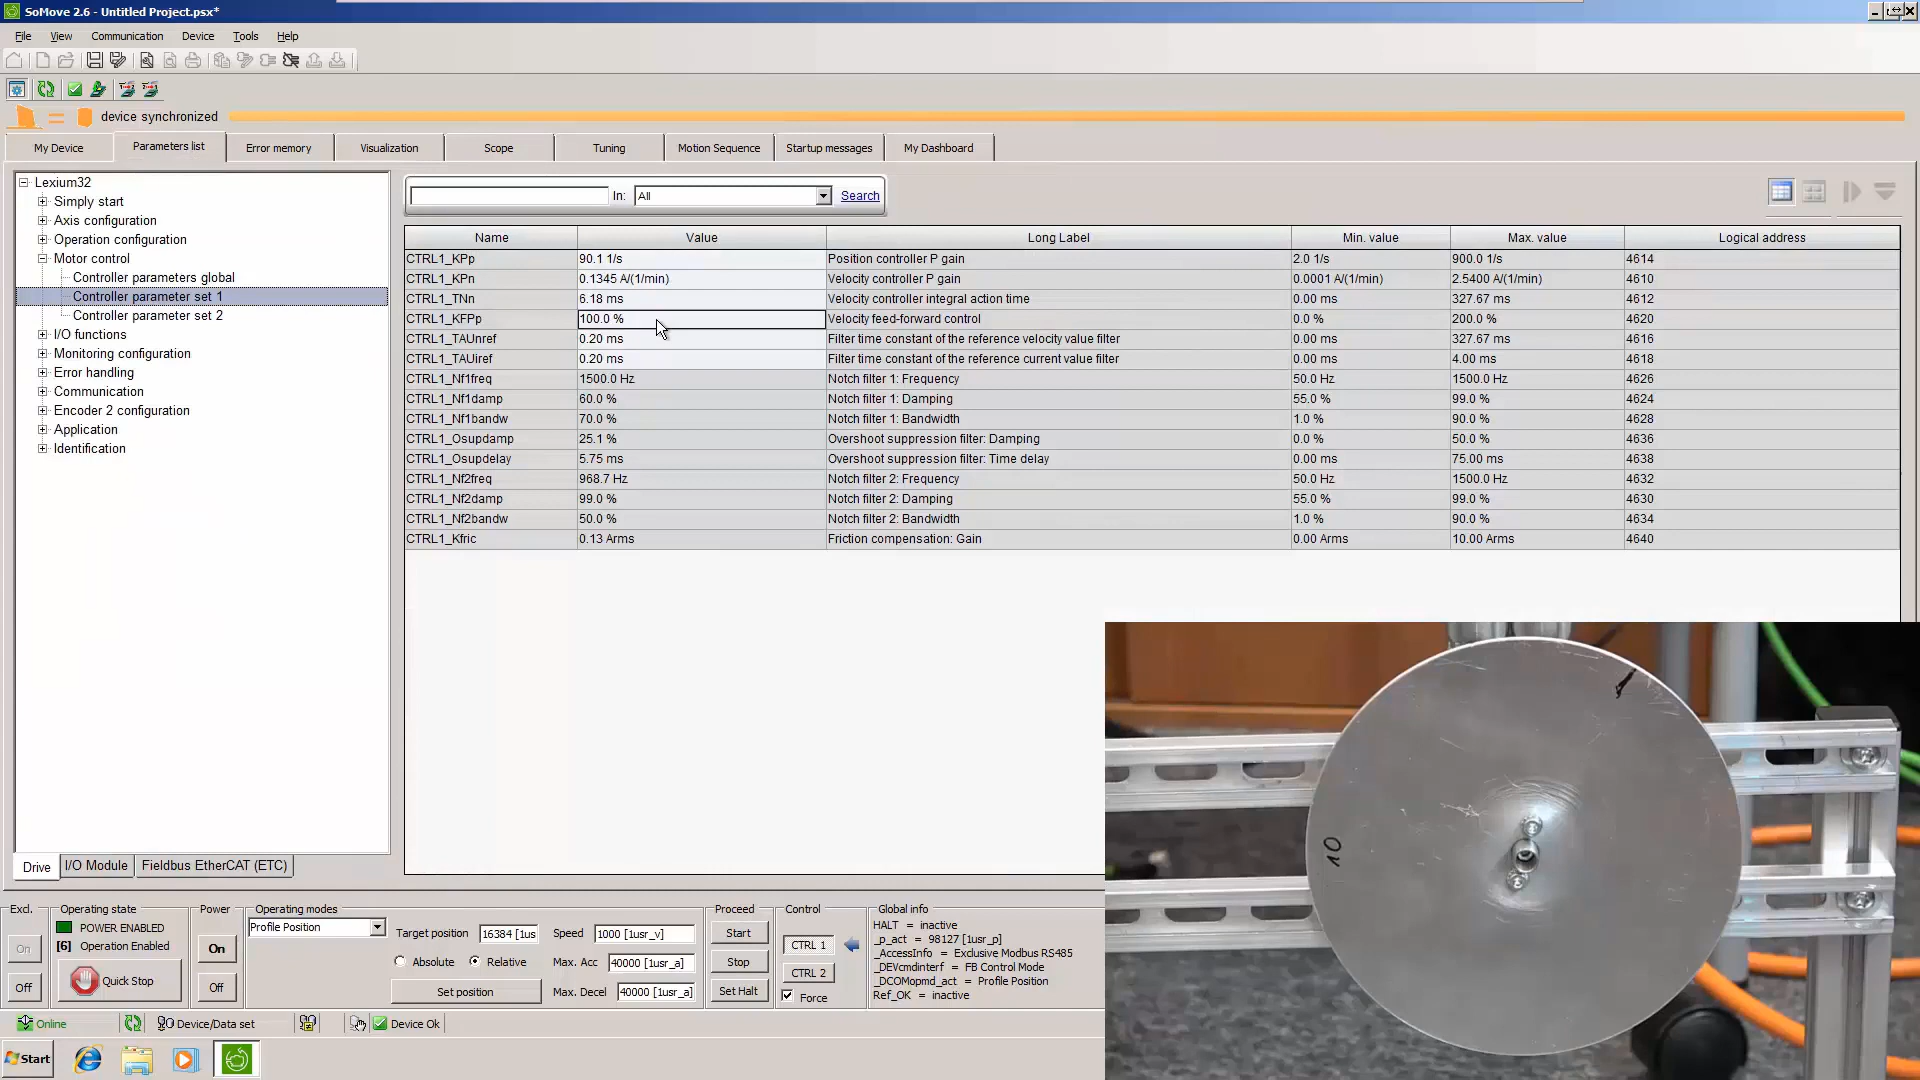 SoMove 2.6 - Untitled Project.psx*
File View Communication Device Tools Help
device synchronized
My Device Parameters list Error memory Visualization Scope Tuning Motion Sequence Startup messages My Dashboard
Lexium32
Simply start
Axis configuration
Operation configuration
Motor control
Controller parameters global
Controller parameter set 1
Controller parameter set 2
I/O functions
Monitoring configuration
Error handling
Communication
Encoder 2 configuration
Application
Identification
Drive I/O Module Fieldbus EtherCAT (ETC)
In: All Search
Name Value Long Label Min. value Max. value Logical address
CTRL1_KPp 90.1 1/s Position controller P gain 2.0 1/s 900.0 1/s 4614
CTRL1_KPn 0.1345 A/(1/min) Velocity controller P gain 0.0001 A/(1/min) 2.5400 A/(1/min) 4610
CTRL1_TNn 6.18 ms Velocity controller integral action time 0.00 ms 327.67 ms 4612
CTRL1_KFPp 100.0 % Velocity feed-forward control 0.0 % 200.0 % 4620
CTRL1_TAUnref 0.20 ms Filter time constant of the reference velocity value filter 0.00 ms 327.67 ms 4616
CTRL1_TAUiref 0.20 ms Filter time constant of the reference current value filter 0.00 ms 4.00 ms 4618
CTRL1_Nf1freq 1500.0 Hz Notch filter 1: Frequency 50.0 Hz 1500.0 Hz 4626
CTRL1_Nf1damp 60.0 % Notch filter 1: Damping 55.0 % 99.0 % 4624
CTRL1_Nf1bandw 70.0 % Notch filter 1: Bandwidth 1.0 % 90.0 % 4628
CTRL1_Osupdamp 25.1 % Overshoot suppression filter: Damping 0.0 % 50.0 % 4636
CTRL1_Osupdelay 5.75 ms Overshoot suppression filter: Time delay 0.00 ms 75.00 ms 4638
CTRL1_Nf2freq 968.7 Hz Notch filter 2: Frequency 50.0 Hz 1500.0 Hz 4632
CTRL1_Nf2damp 99.0 % Notch filter 2: Damping 55.0 % 99.0 % 4630
CTRL1_Nf2bandw 50.0 % Notch filter 2: Bandwidth 1.0 % 90.0 % 4634
CTRL1_Kfric 0.13 Arms Friction compensation: Gain 0.00 Arms 10.00 Arms 4640
10
1
Excl.
On
Off
Operating state
POWER ENABLED
[6] Operation Enabled
Quick Stop
Power
On
Off
Operating modes
Profile Position
Target position 16384 [1us Speed 1000 [1usr_v]
Absolute Relative Max. Acc 40000 [1usr_a]
Set position Max. Decel 40000 [1usr_a]
Proceed
Start
Stop
Set Halt
Control
CTRL 1
CTRL 2
Force
Global info
HALT = inactive
_p_act = 98127 [1usr_p]
_AccessInfo = Exclusive Modbus RS485
_DEVcmdinterf = FB Control Mode
_DCOMopmd_act = Profile Position
Ref_OK = inactive
Online Device/Data set Device Ok
Start